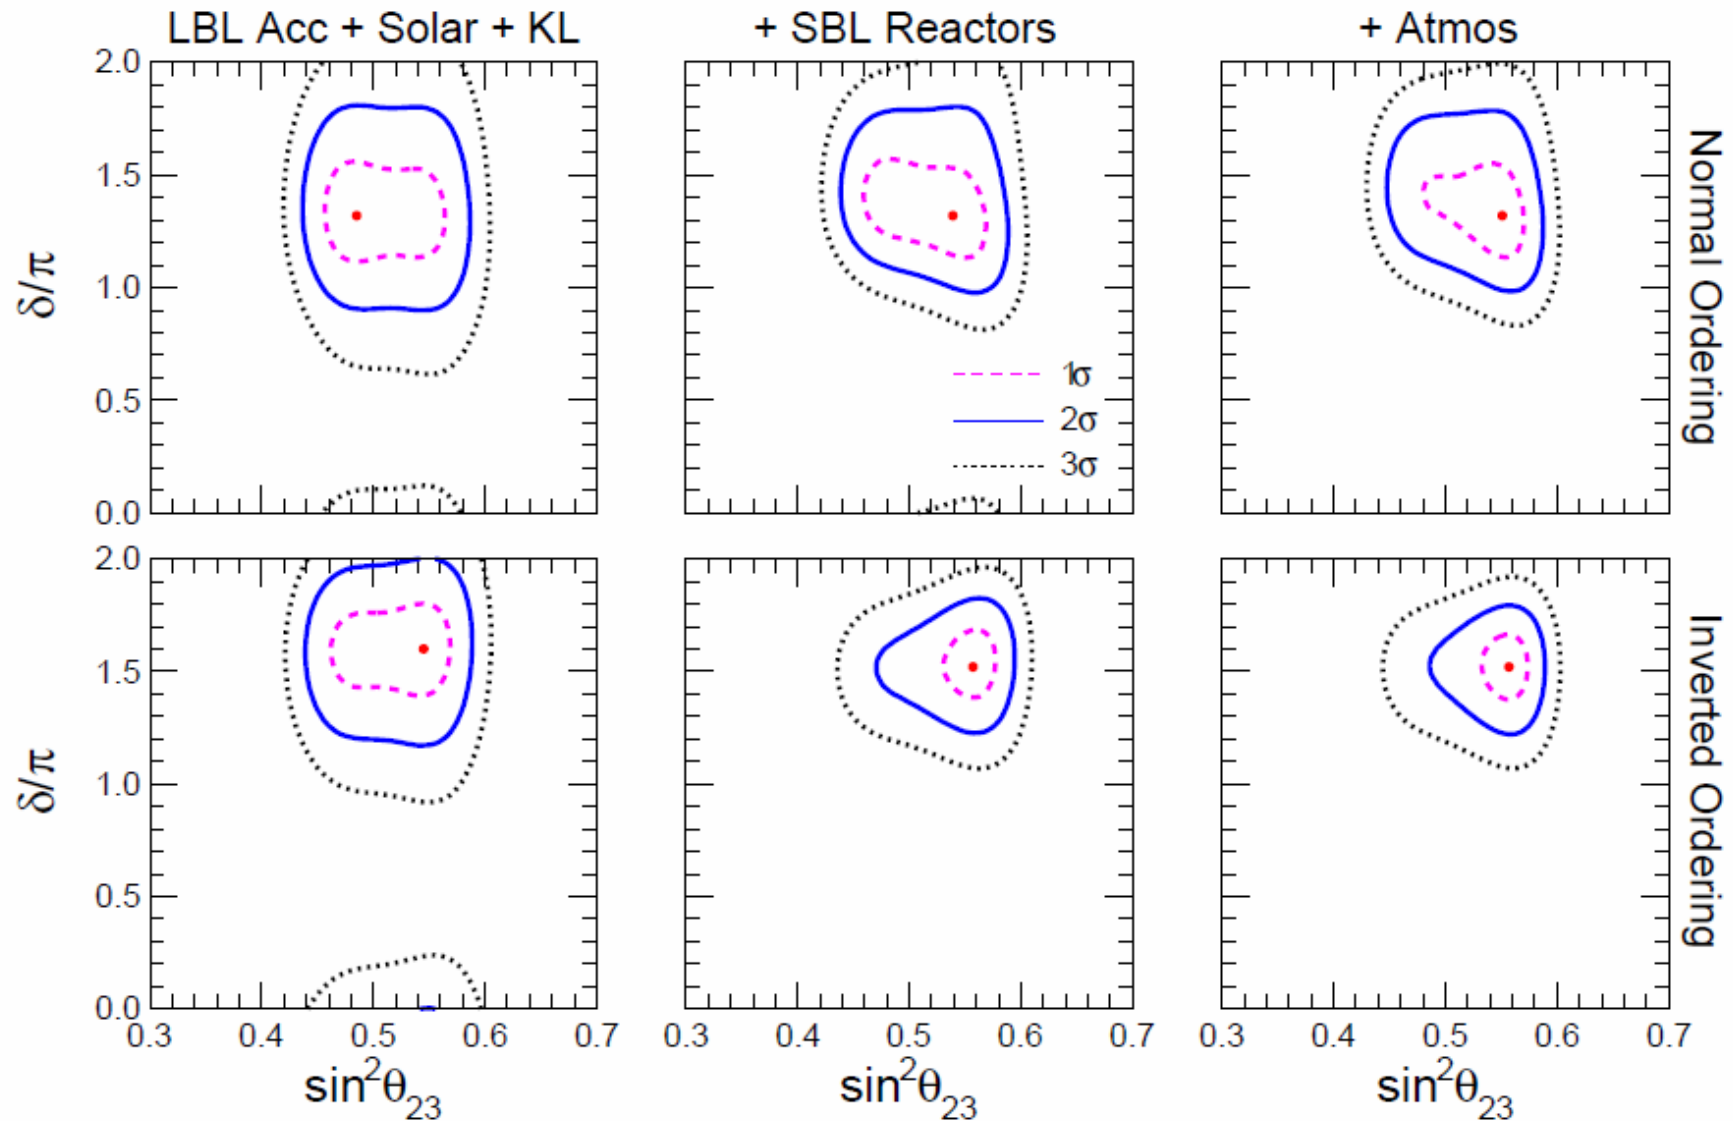 LBL Acc + Solar + KL
+ SBL Reactors
+ Atmos
2.0
1.5
1.0
0.5
0.0
δ/π
1σ
2σ
3σ
Normal Ordering
2.0
1.5
1.0
0.5
0.0
δ/π
Inverted Ordering
0.3 0.4 0.5 0.6 0.7
0.3 0.4 0.5 0.6 0.7
0.3 0.4 0.5 0.6 0.7
sin²θ₂₃
sin²θ₂₃
sin²θ₂₃